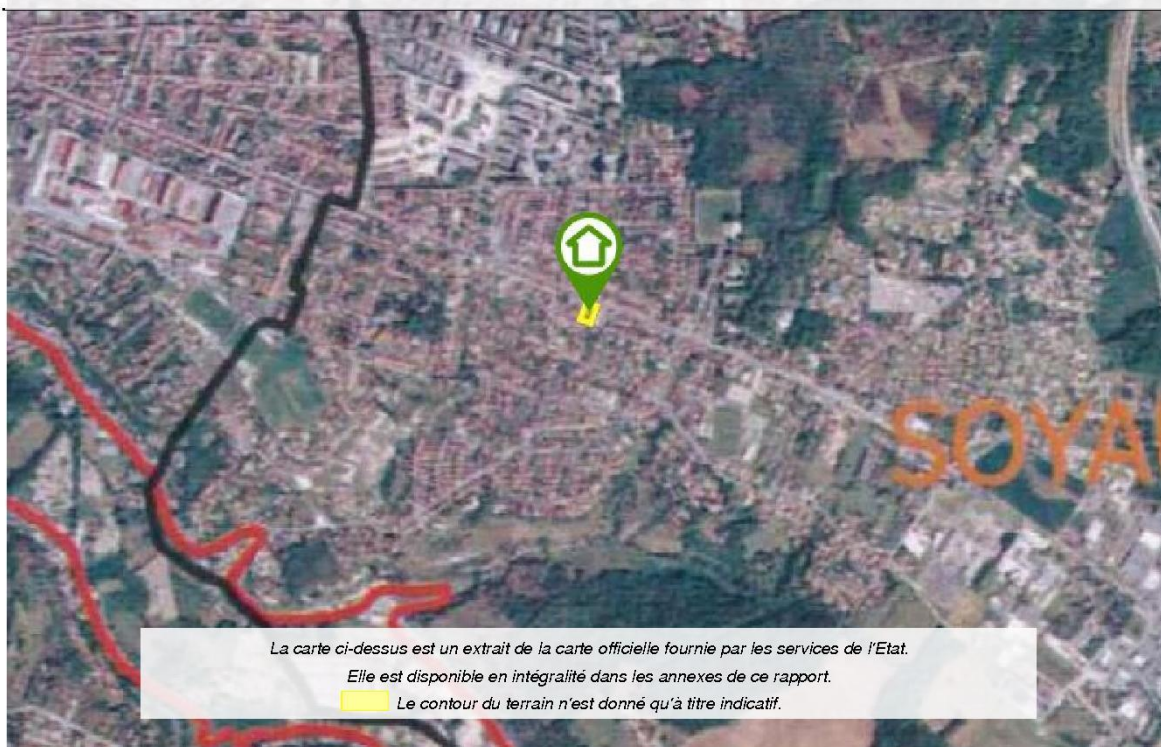 SOYAU
La carte ci-dessus est un extrait de la carte officielle fournie par les services de l'Etat.
Elle est disponible en intégralité dans les annexes de ce rapport.
Le contour du terrain n'est donné qu'à titre indicatif.